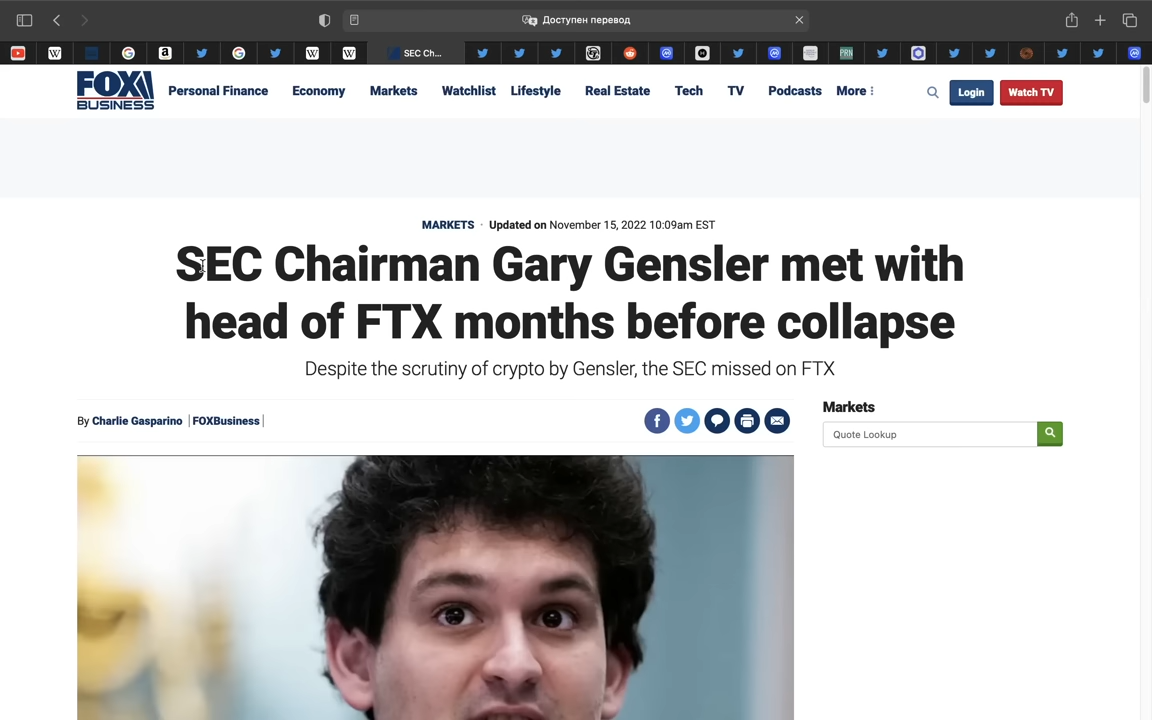 Доступен перевод
SEC Ch...
PRN
FOX BUSINESS
Personal Finance Economy Markets Watchlist Lifestyle Real Estate Tech TV Podcasts More
Login
Watch TV
MARKETS · Updated on November 15, 2022 10:09am EST
SEC Chairman Gary Gensler met with
head of FTX months before collapse
Despite the scrutiny of crypto by Gensler, the SEC missed on FTX
By Charlie Gasparino | FOXBusiness |
Markets
Quote Lookup